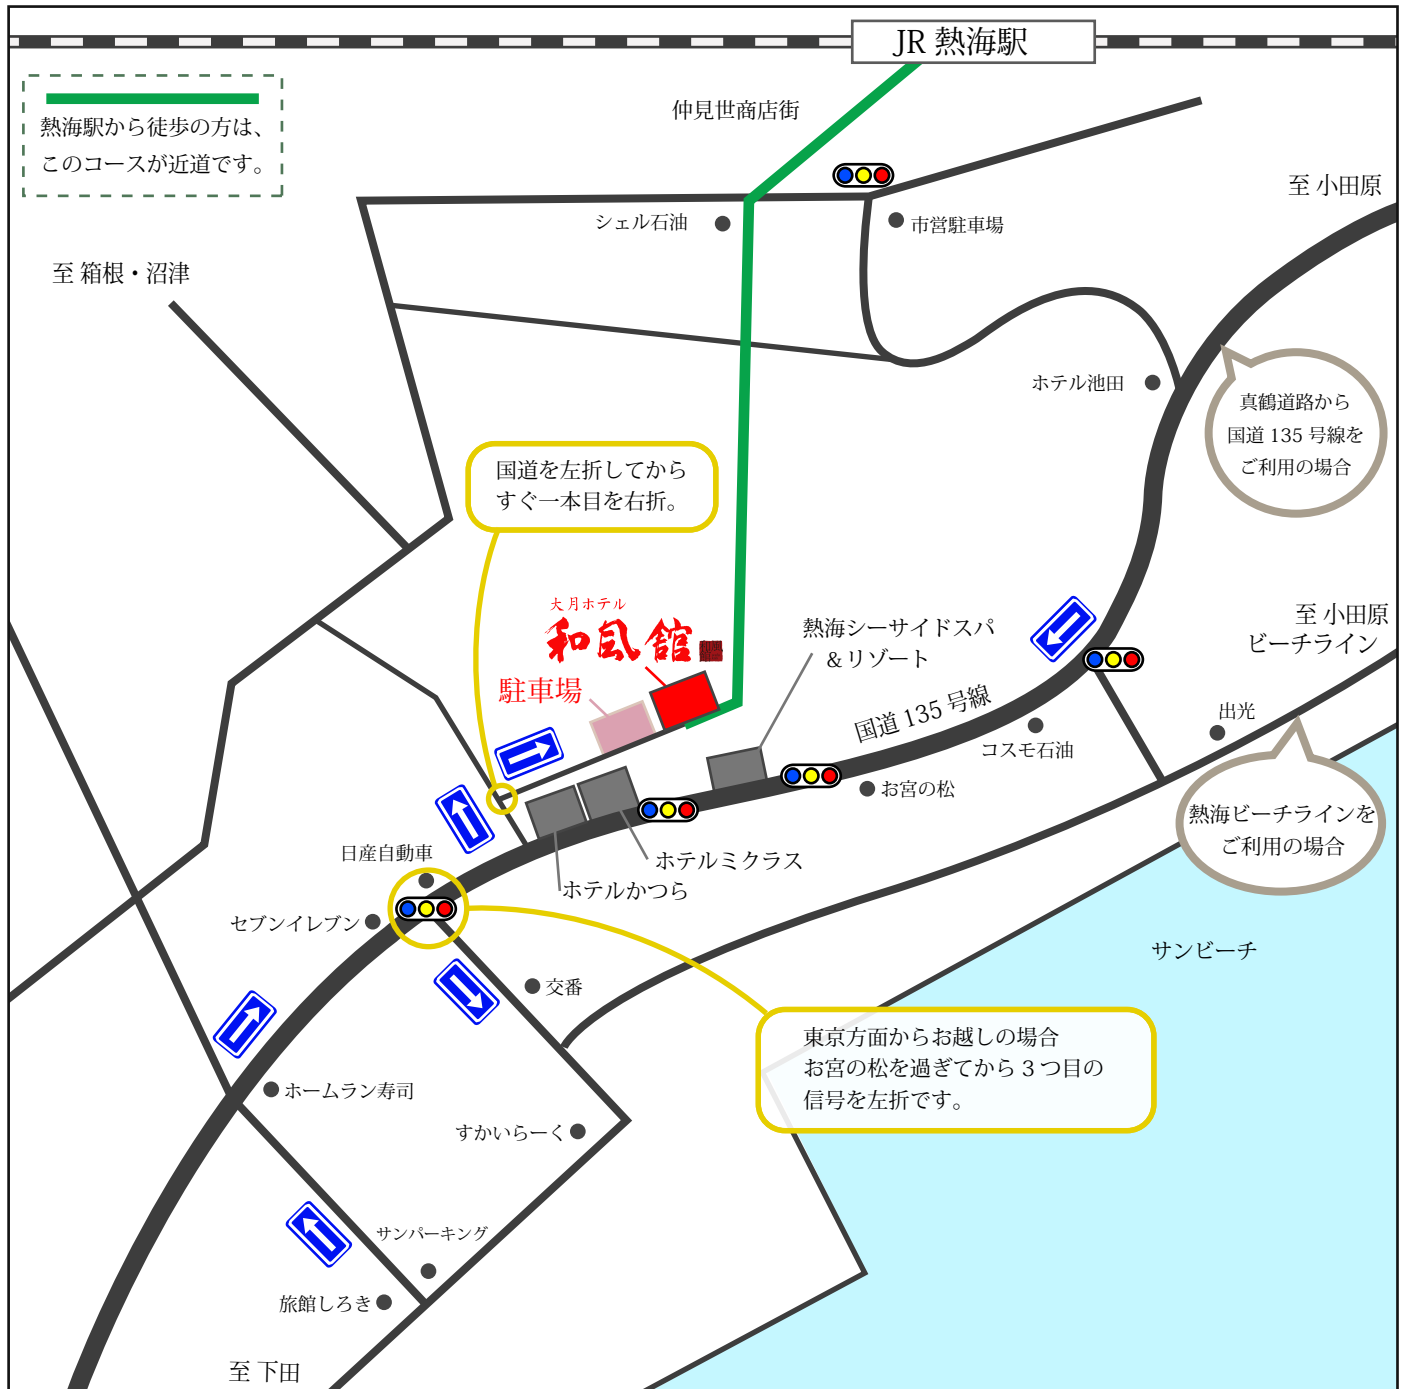 JR 熱海駅
熱海駅から徒歩の方は、
このコースが近道です。
仲見世商店街
至 小田原
シェル石油
市営駐車場
至 箱根・沼津
ホテル池田
真鶴道路から
国道 135 号線を
ご利用の場合
国道を左折してから
すぐ一本目を右折。
大月ホテル
和風館
駐車場
熱海シーサイドスパ
＆リゾート
至 小田原
ビーチライン
国道 135 号線
出光
コスモ石油
お宮の松
熱海ビーチラインを
ご利用の場合
日産自動車
ホテルミクラス
ホテルかつら
セブンイレブン
サンビーチ
交番
東京方面からお越しの場合
お宮の松を過ぎてから 3 つ目の
信号を左折です。
ホームラン寿司
すかいらーく
サンパーキング
旅館しろき
至 下田